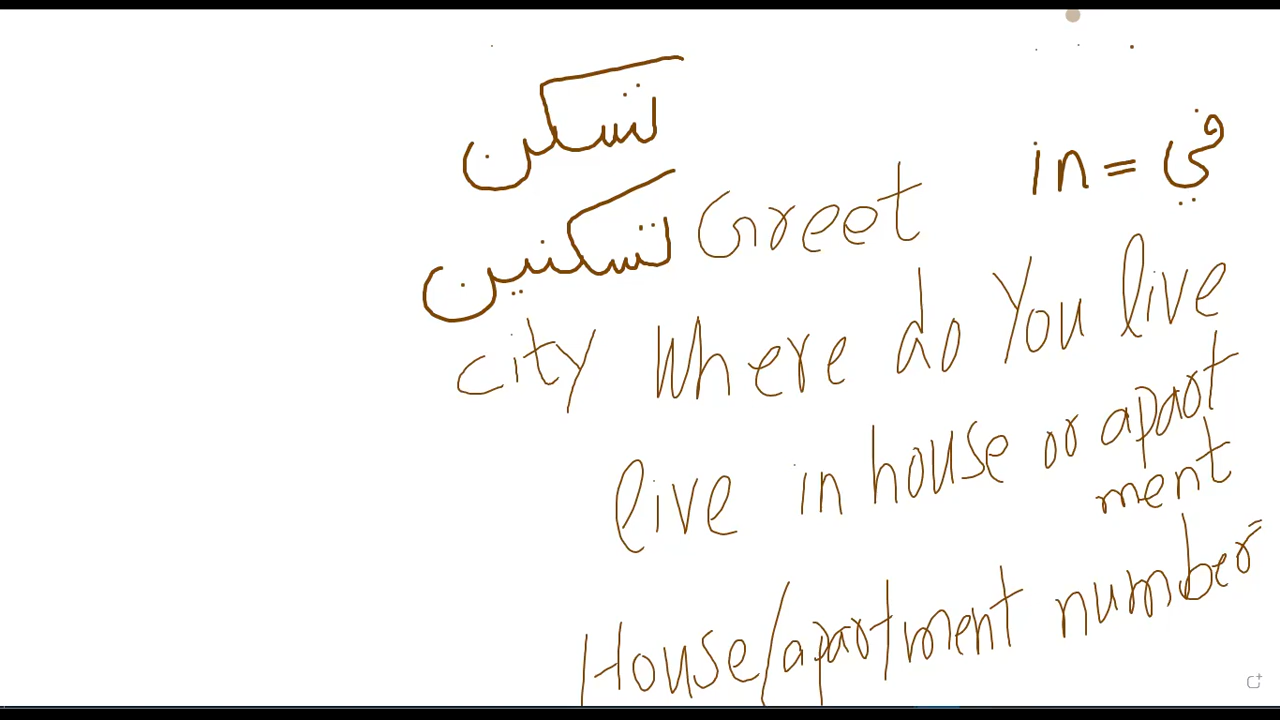 تسكن
in = في
تسكنين Greet
city Where do You live
live in house or apart
ment
House/apartment number